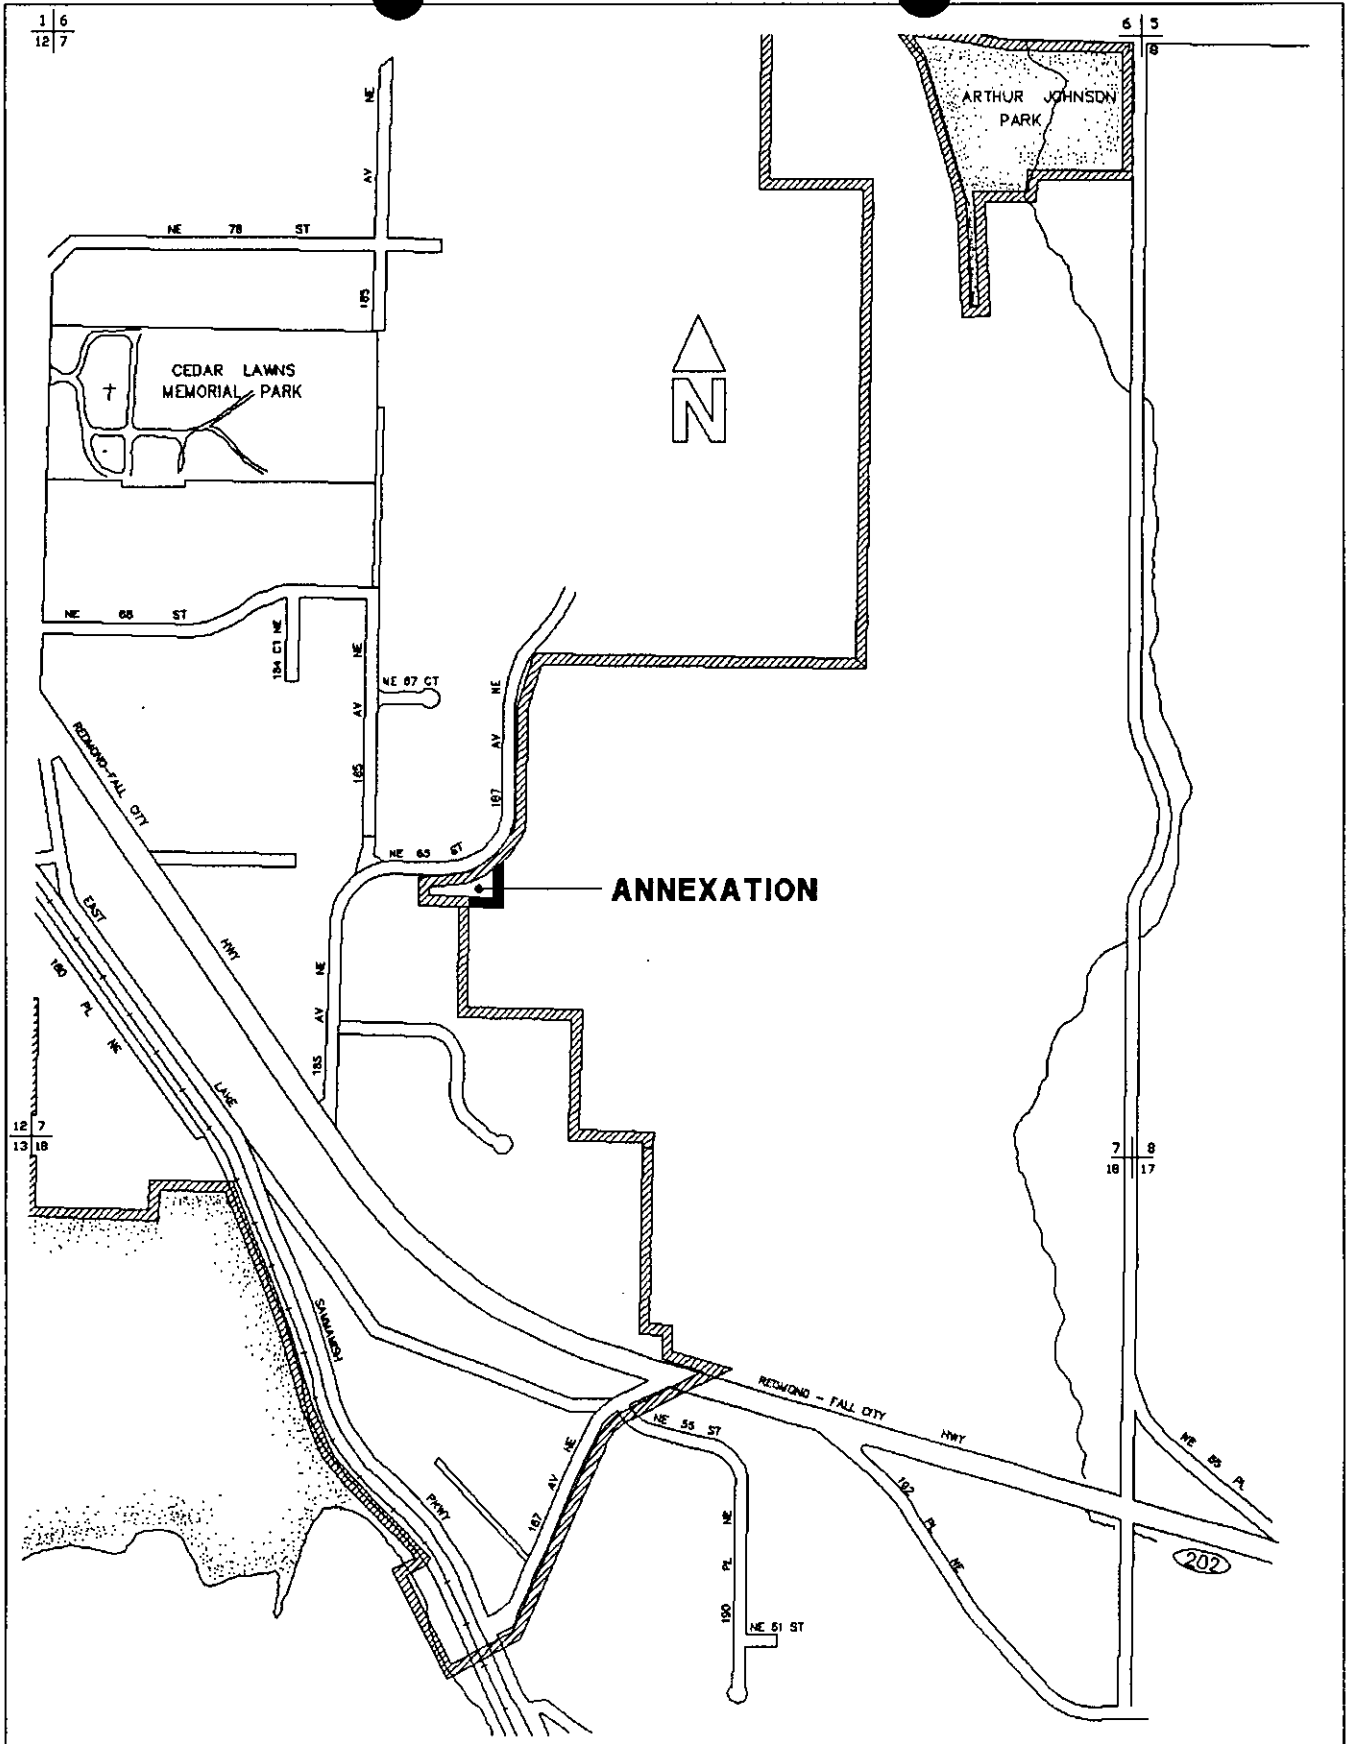 1 6
12 7
6 5
8
ARTHUR JOHNSON
PARK
NE
AV
185
NE 78 ST
CEDAR LAWNS
MEMORIAL PARK
N
NE 68 ST
184 CT NE
NE
AV
185
NE 67 CT
NE
AV
187
REDMOND-FALL CITY
HWY
NE 65 ST
ANNEXATION
EAST
LAKE
SAMMAMISH
PKWY
180 PL NE
NE
AV
185
12 7
13 18
7 8
18 17
REDMOND - FALL CITY HWY
NE 55 ST
NE
AV
187
NE
PL
190
NE 51 ST
192 PL NE
NE 55 PL
202